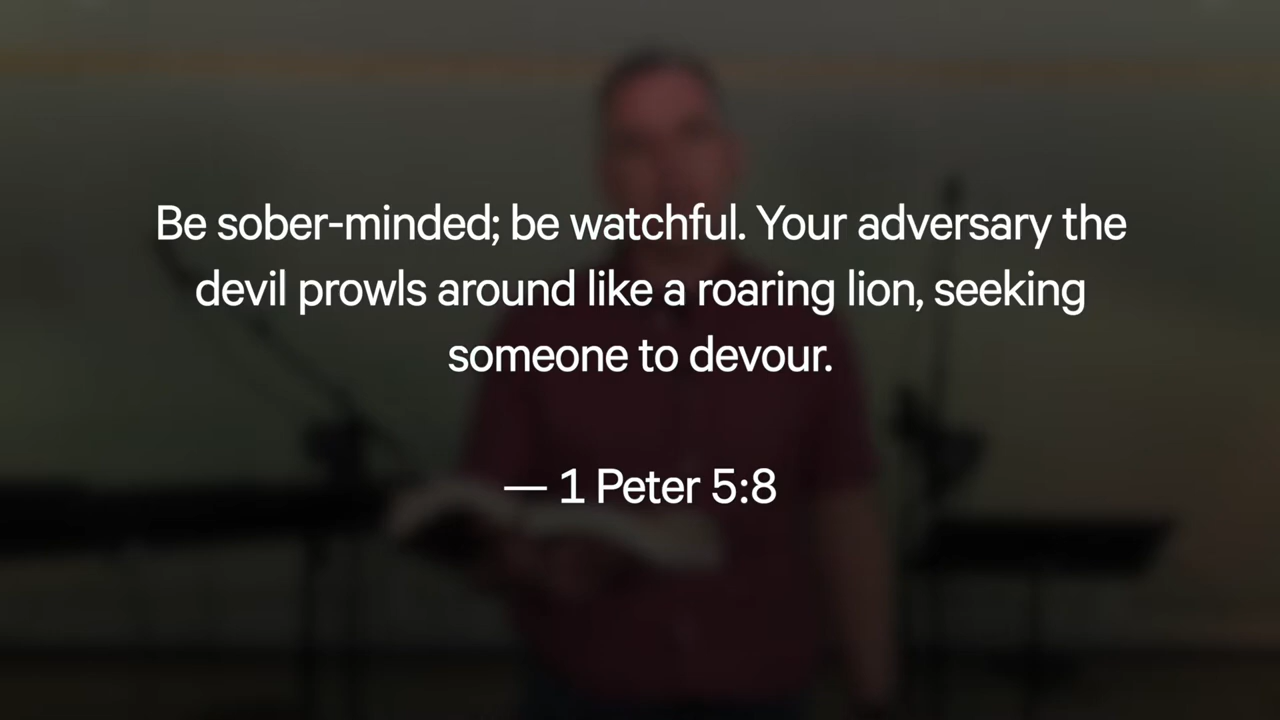 Be sober-minded; be watchful. Your adversary the
devil prowls around like a roaring lion, seeking
someone to devour.
— 1 Peter 5:8